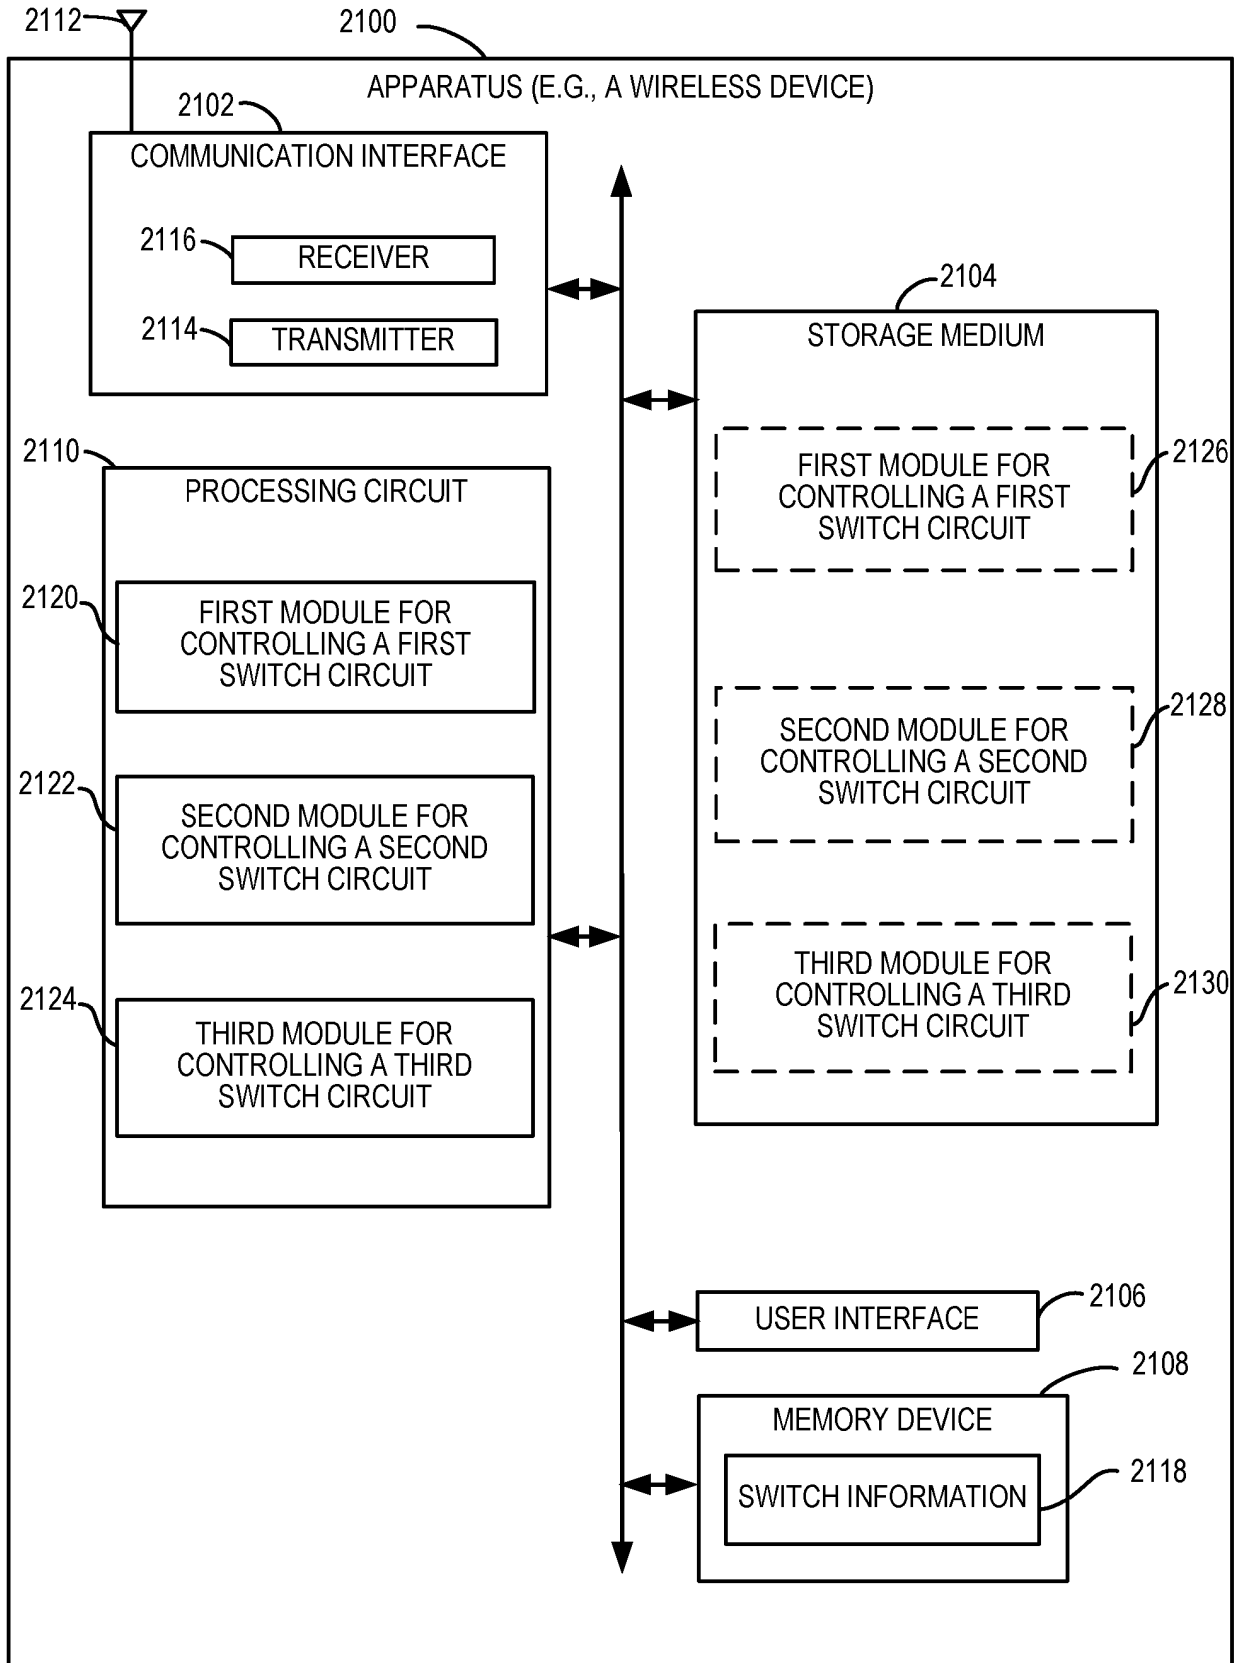 2112
2100
APPARATUS (E.G., A WIRELESS DEVICE)
2102
COMMUNICATION INTERFACE
2116
RECEIVER
2114
TRANSMITTER
2104
STORAGE MEDIUM
2126
FIRST MODULE FOR
CONTROLLING A FIRST
SWITCH CIRCUIT
2128
SECOND MODULE FOR
CONTROLLING A SECOND
SWITCH CIRCUIT
2130
THIRD MODULE FOR
CONTROLLING A THIRD
SWITCH CIRCUIT
2110
PROCESSING CIRCUIT
2120
FIRST MODULE FOR
CONTROLLING A FIRST
SWITCH CIRCUIT
2122
SECOND MODULE FOR
CONTROLLING A SECOND
SWITCH CIRCUIT
2124
THIRD MODULE FOR
CONTROLLING A THIRD
SWITCH CIRCUIT
2106
USER INTERFACE
2108
MEMORY DEVICE
2118
SWITCH INFORMATION